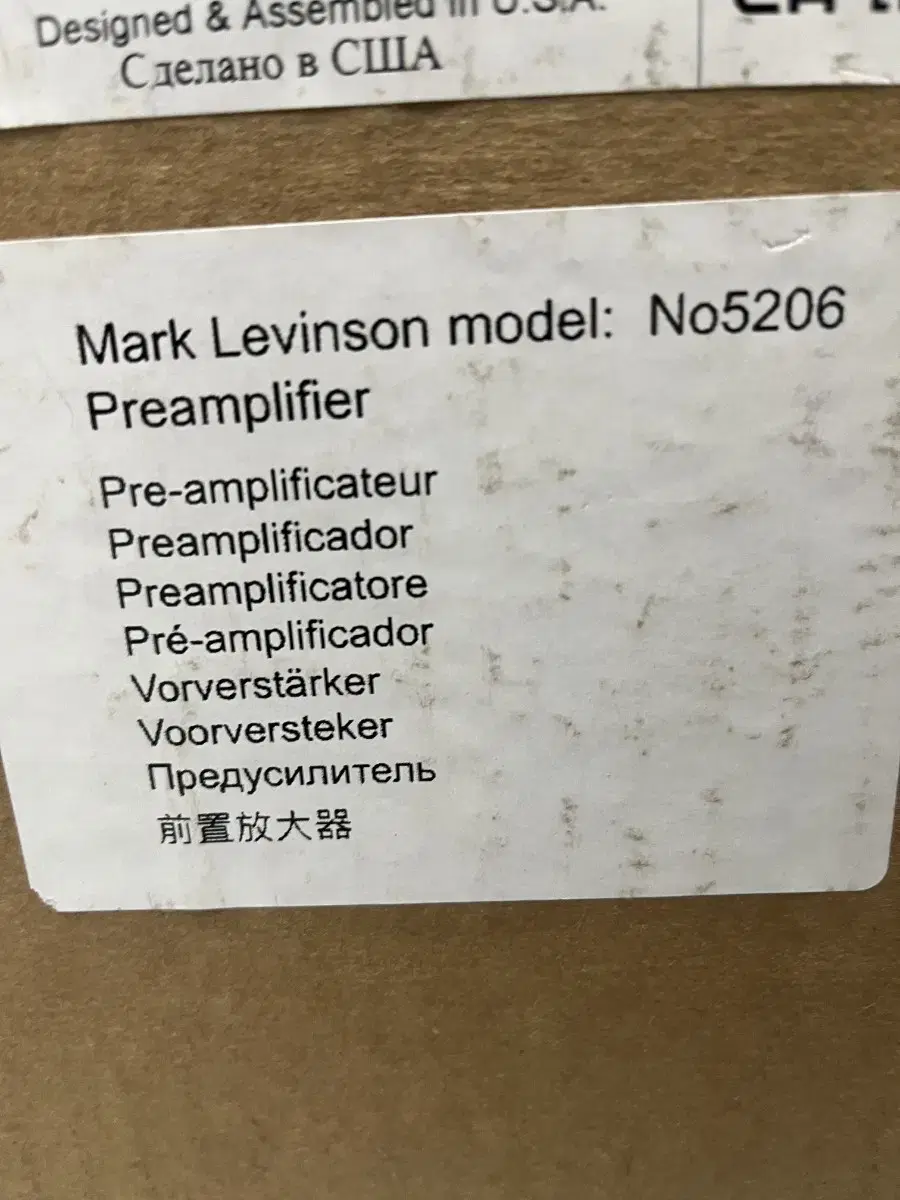 Designed & Assembled in U.S.A.
Сделано в США
Mark Levinson model: No5206
Preamplifier
Pre-amplificateur
Preamplificador
Preamplificatore
Pré-amplificador
Vorverstärker
Voorversteker
Предусилитель
前置放大器